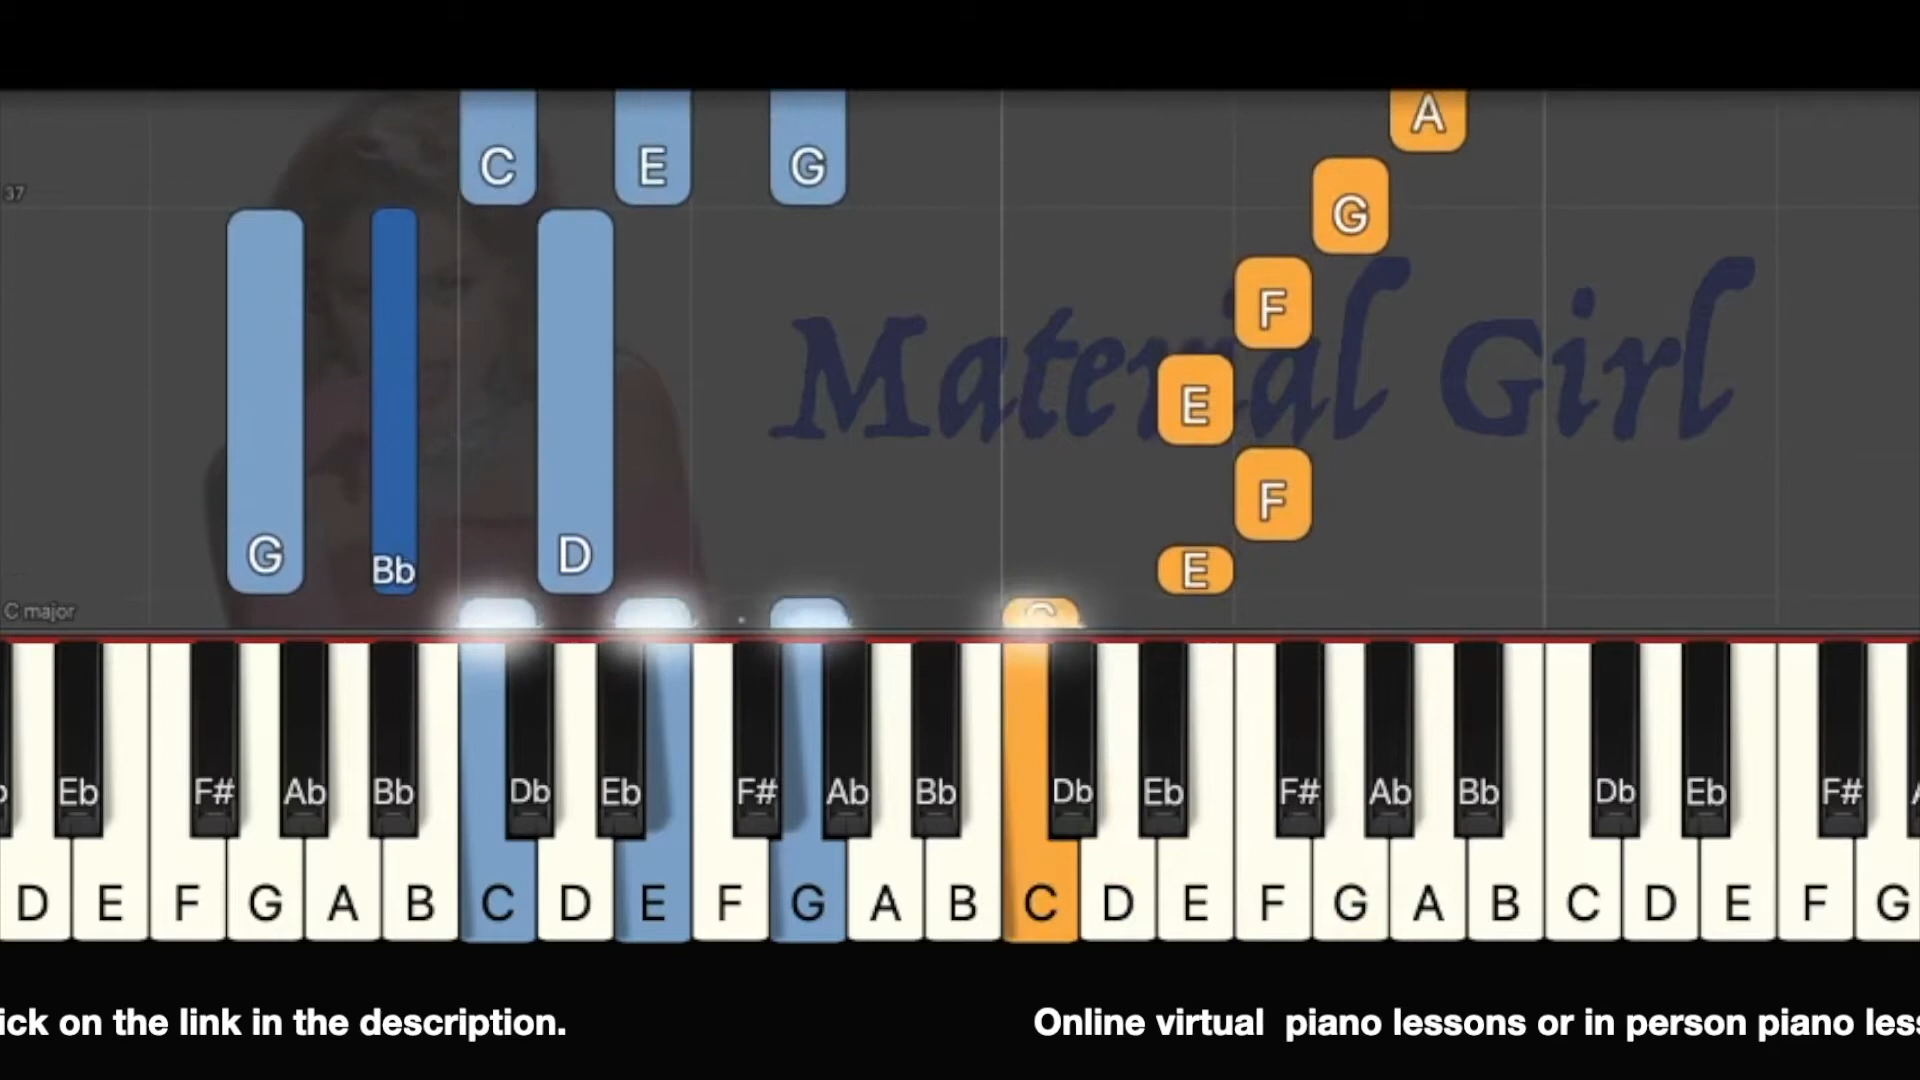 A
C E G
37
G
F
Material Girl
E
F
G Bb D
E
C major
C
Eb F# Ab Bb Db Eb F# Ab Bb Db Eb F# Ab Bb Db Eb F#
D E F G A B C D E F G A B C D E F G A B C D E F G
ick on the link in the description. Online virtual piano lessons or in person piano less